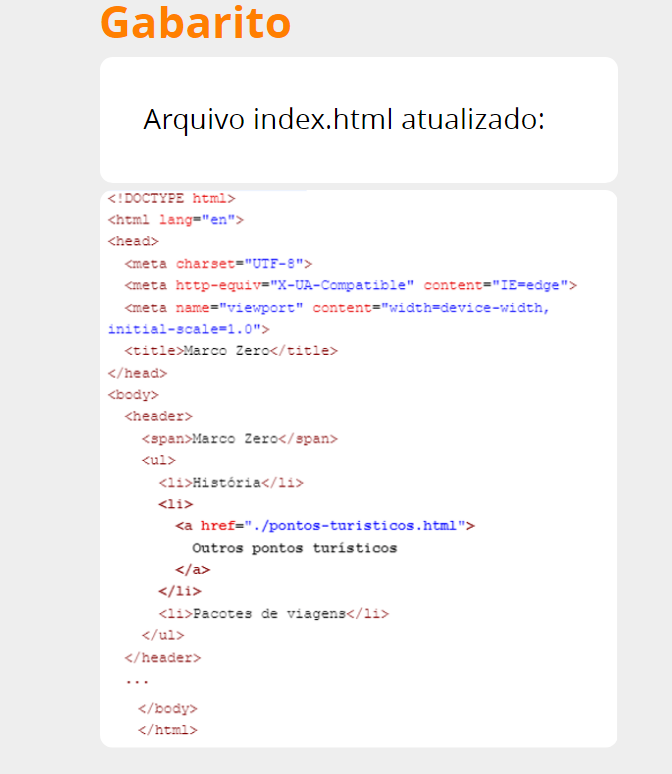 Gabarito
Arquivo index.html atualizado:
<!DOCTYPE html>
<html lang="en">
<head>
<meta charset="UTF-8">
<meta http-equiv="X-UA-Compatible" content="IE=edge">
<meta name="viewport" content="width=device-width,
initial-scale=1.0">
<title>Marco Zero</title>
</head>
<body>
<header>
<span>Marco Zero</span>
<ul>
<li>História</li>
<li>
<a href="./pontos-turisticos.html">
Outros pontos turísticos
</a>
</li>
<li>Pacotes de viagens</li>
</ul>
</header>
...
</body>
</html>